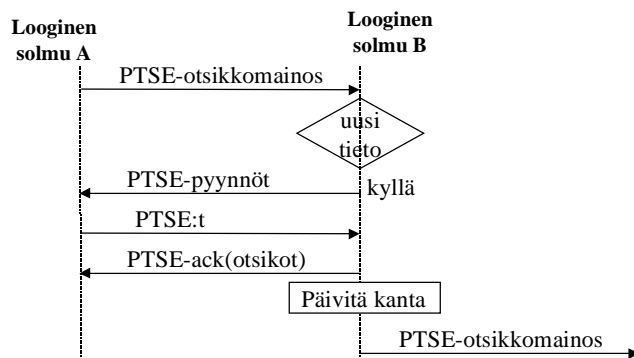 Looginen
solmu A
Looginen
solmu B
PTSE-otsikkomainos
uusi
tieto
PTSE-pyynnöt
kyllä
PTSE:t
PTSE-ack(otsikot)
Päivitä kanta
PTSE-otsikkomainos